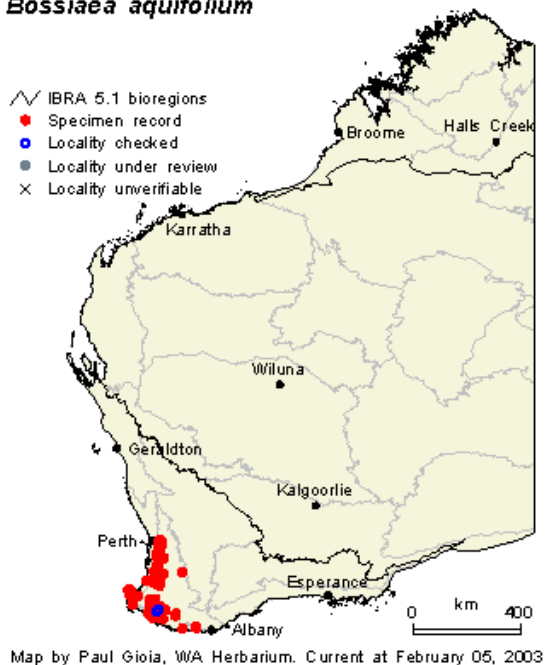 Bossiaea aquifolium
IBRA 5.1 bioregions
Specimen record
Locality checked
Locality under review
Locality unverifiable
Broome
Halls Creek
Karratha
Wiluna
Geraldton
Kalgoorlie
Perth
Esperance
Albany
km
0 400
Map by Paul Gioia, WA Herbarium. Current at February 05, 2003